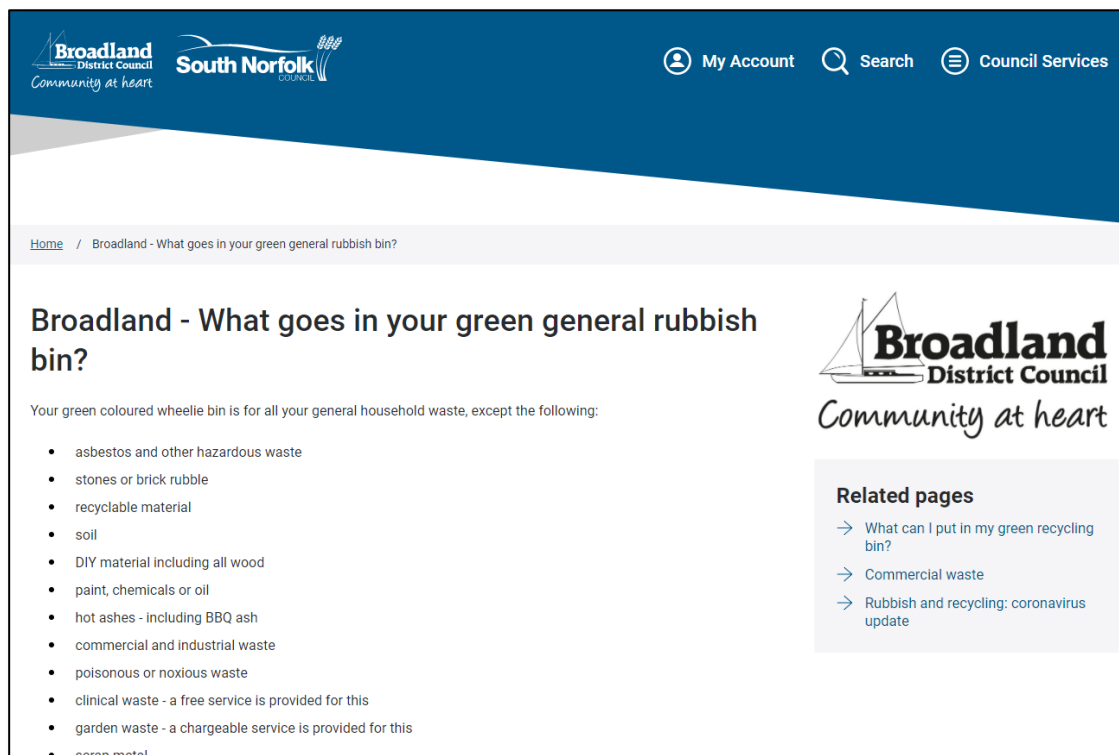 Broadland
District Council
Community at heart
South Norfolk
COUNCIL
My Account
Search
Council Services
Home / Broadland - What goes in your green general rubbish bin?
Broadland - What goes in your green general rubbish
bin?
Your green coloured wheelie bin is for all your general household waste, except the following:
• asbestos and other hazardous waste
• stones or brick rubble
• recyclable material
• soil
• DIY material including all wood
• paint, chemicals or oil
• hot ashes - including BBQ ash
• commercial and industrial waste
• poisonous or noxious waste
• clinical waste - a free service is provided for this
• garden waste - a chargeable service is provided for this
• scrap metal
Broadland
District Council
Community at heart
Related pages
→ What can I put in my green recycling
bin?
→ Commercial waste
→ Rubbish and recycling: coronavirus
update